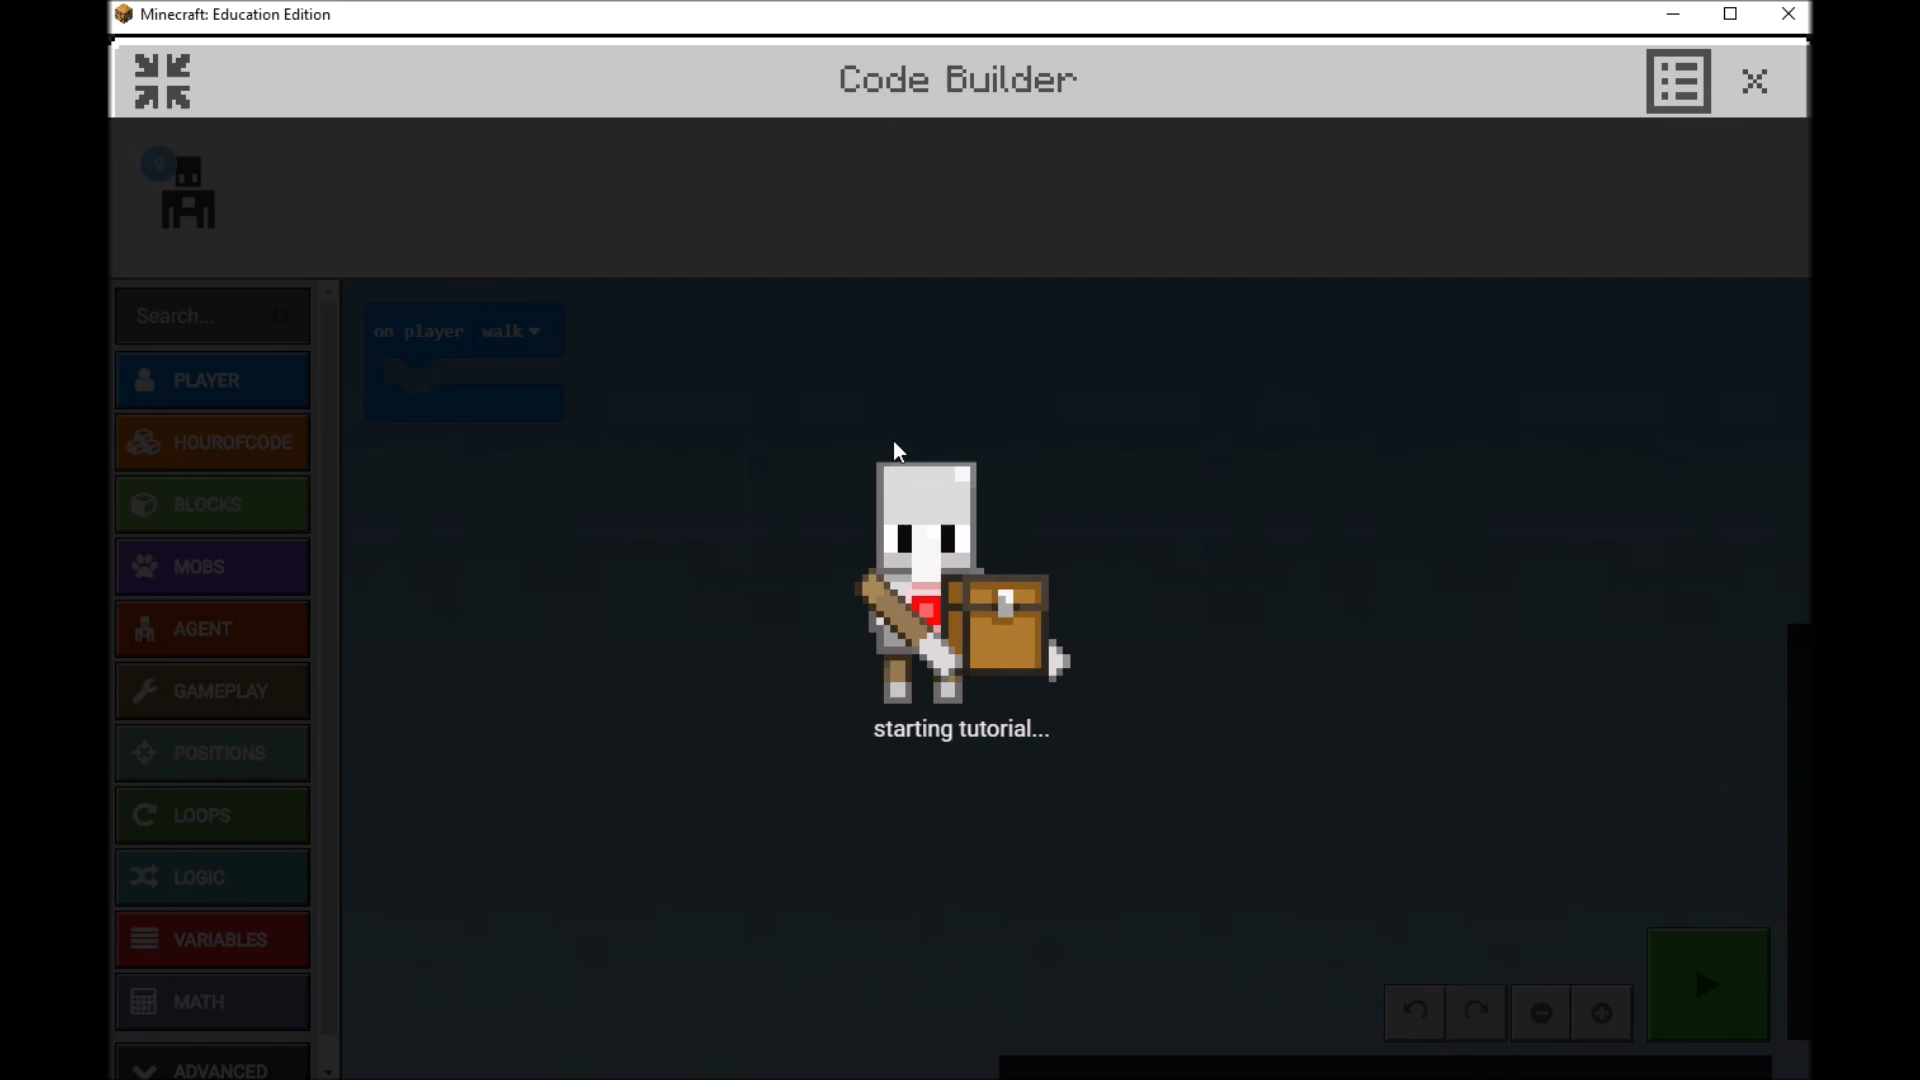 Minecraft: Education Edition
Code Builder
Search...
on player walk
PLAYER
HOUROFCODE
BLOCKS
MOBS
AGENT
GAMEPLAY
POSITIONS
LOOPS
LOGIC
VARIABLES
MATH
ADVANCED
starting tutorial...